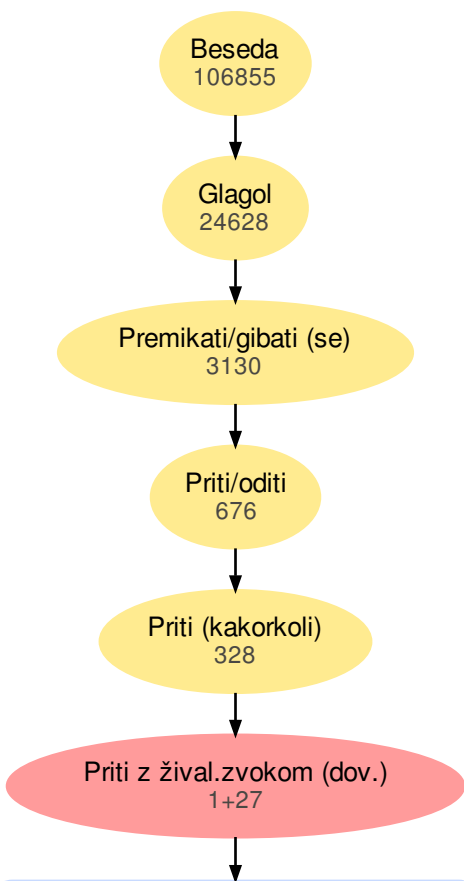 Beseda
106855
Glagol
24628
Premikati/gibati (se)
3130
Priti/oditi
676
Priti (kakorkoli)
328
Priti z žival.zvokom (dov.)
1+27